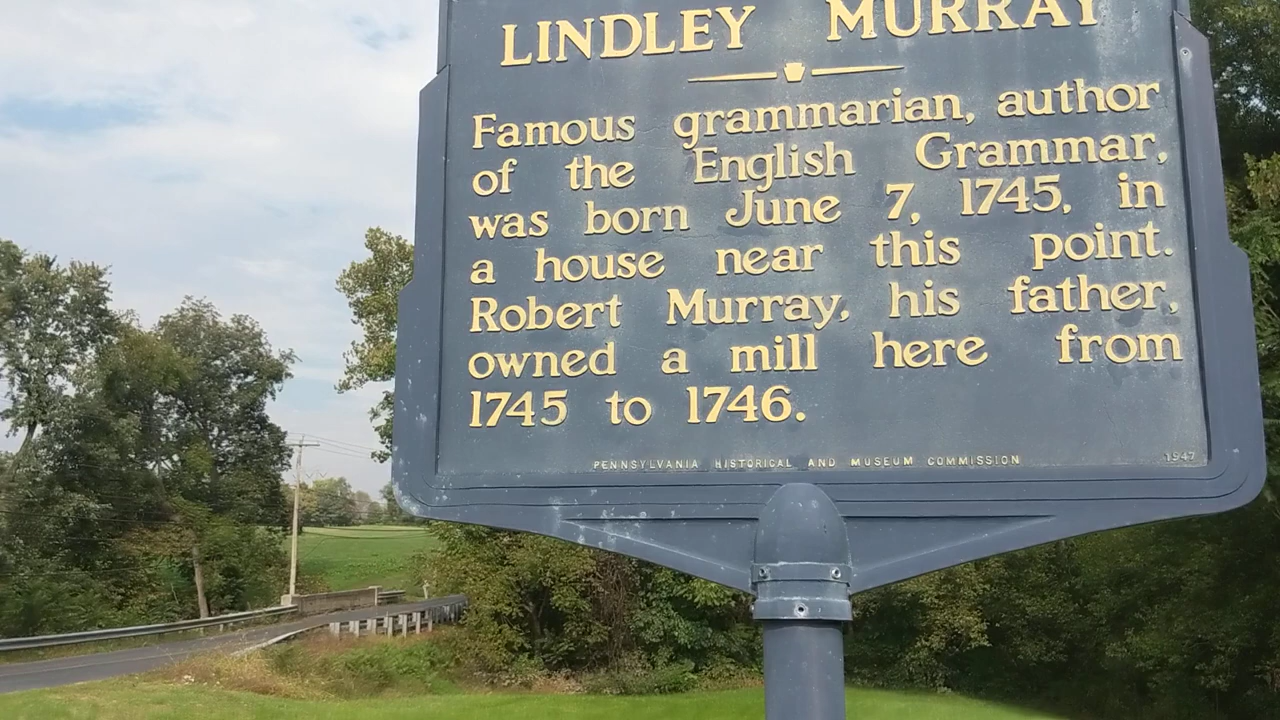 LINDLEY MURRAY
Famous grammarian, author
of the English Grammar,
was born June 7, 1745, in
a house near this point.
Robert Murray, his father,
owned a mill here from
1745 to 1746.
PENNSYLVANIA HISTORICAL AND MUSEUM COMMISSION 1947